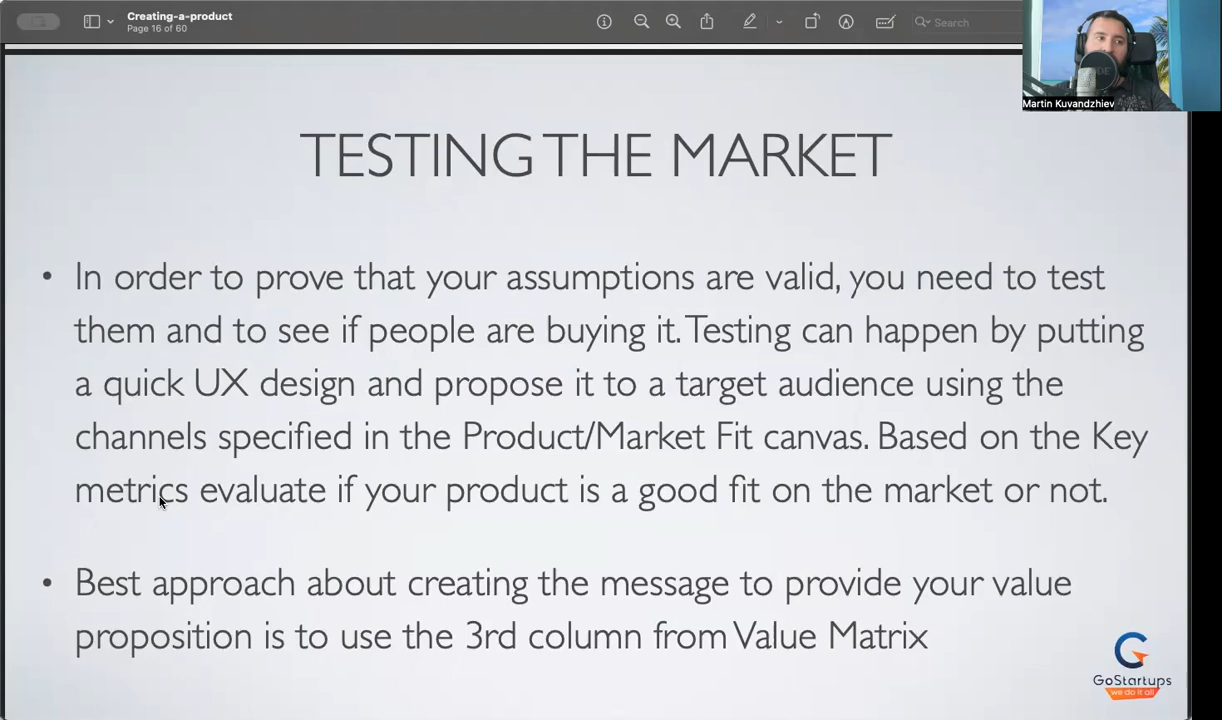 Creating-a-product
Page 16 of 60
Search
Martin Kuvandzhiev
TESTING THE MARKET
• In order to prove that your assumptions are valid, you need to test
them and to see if people are buying it. Testing can happen by putting
a quick UX design and propose it to a target audience using the
channels specified in the Product/Market Fit canvas. Based on the Key
metrics evaluate if your product is a good fit on the market or not.
• Best approach about creating the message to provide your value
proposition is to use the 3rd column from Value Matrix
GoStartups
we do it all